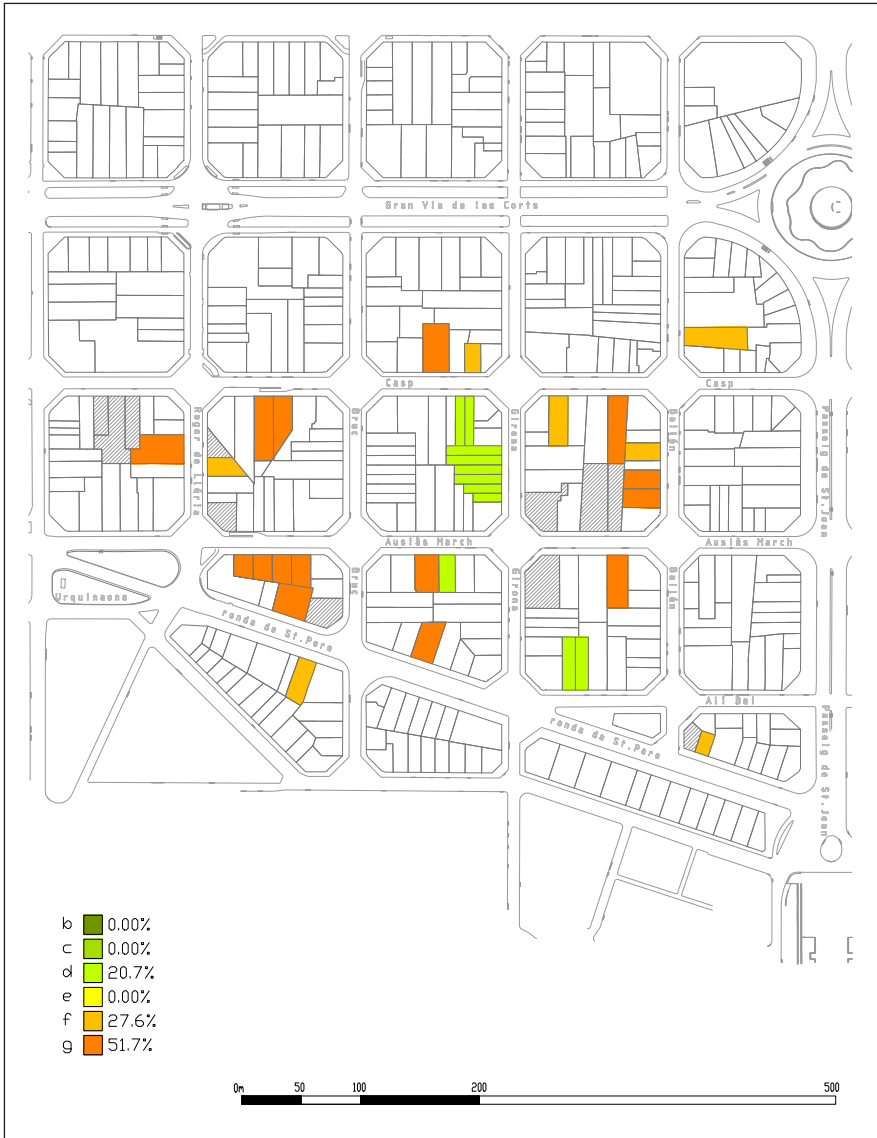 C
Gran Via de les Corts
Casp
Casp
Roger de Llúria
Bruc
Girona
Bailén
Passeig de St.Joan
Ausiàs March
Ausiàs March
Urquinaona
ronda de St.Pere
Bruc
Girona
Bailén
Alí Bei
ronda de St.Pere
Passeig de St.Joan
b 0.00%
c 0.00%
d 20.7%
e 0.00%
f 27.6%
g 51.7%
0m 50 100 200 500